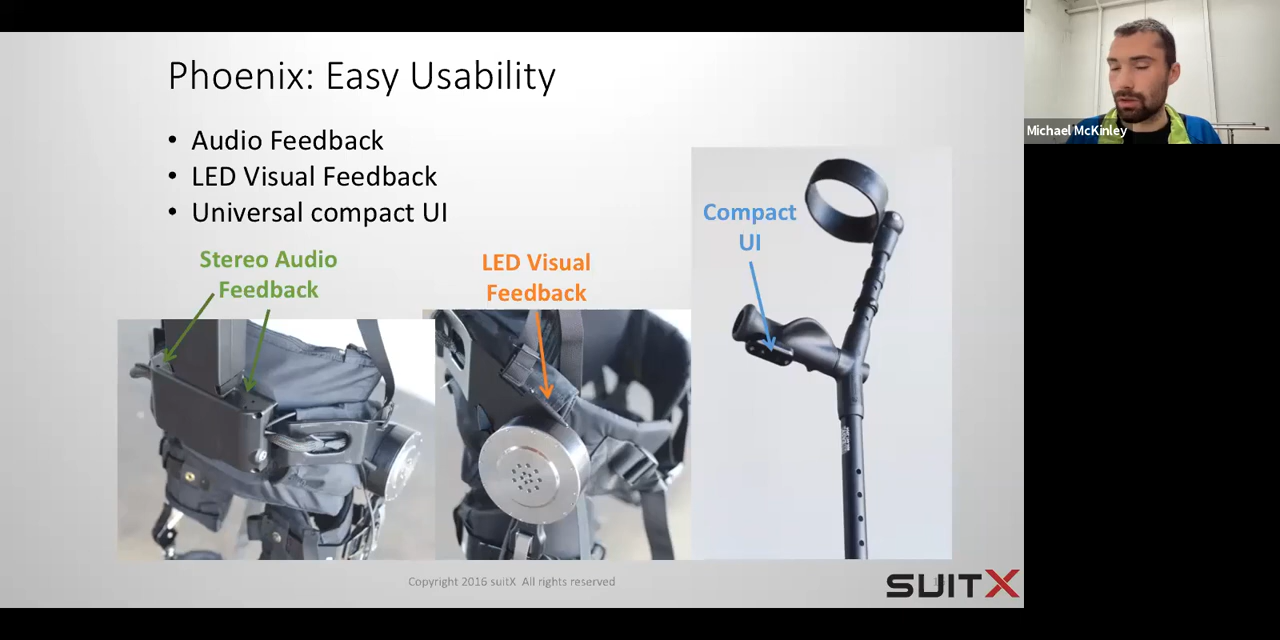 Phoenix: Easy Usability
• Audio Feedback
• LED Visual Feedback
• Universal compact UI
Stereo Audio
Feedback
LED Visual
Feedback
Compact
UI
Copyright 2016 suitX All rights reserved
SUITX
Michael McKinley